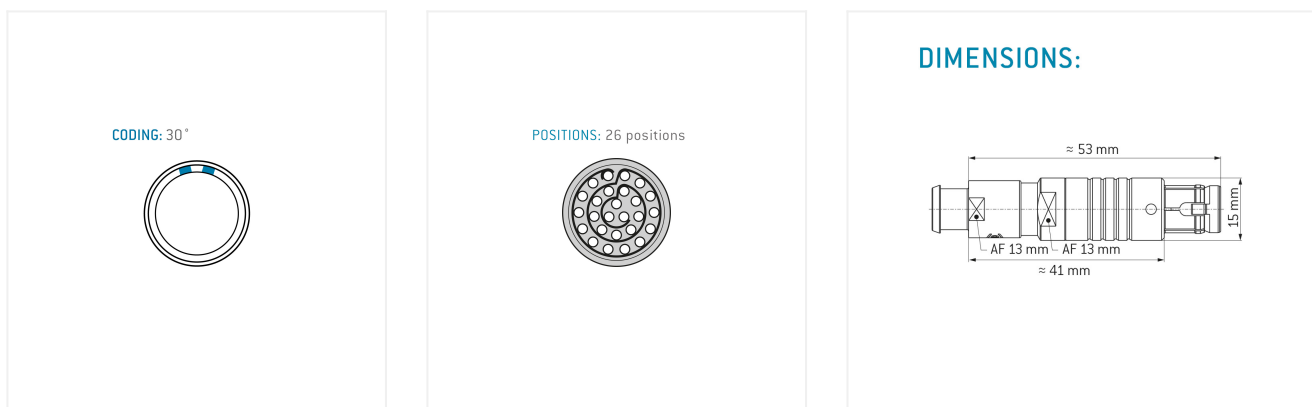 CODING: 30°
POSITIONS: 26 positions
DIMENSIONS:
≈ 53 mm
15 mm
AF 13 mm
AF 13 mm
≈ 41 mm